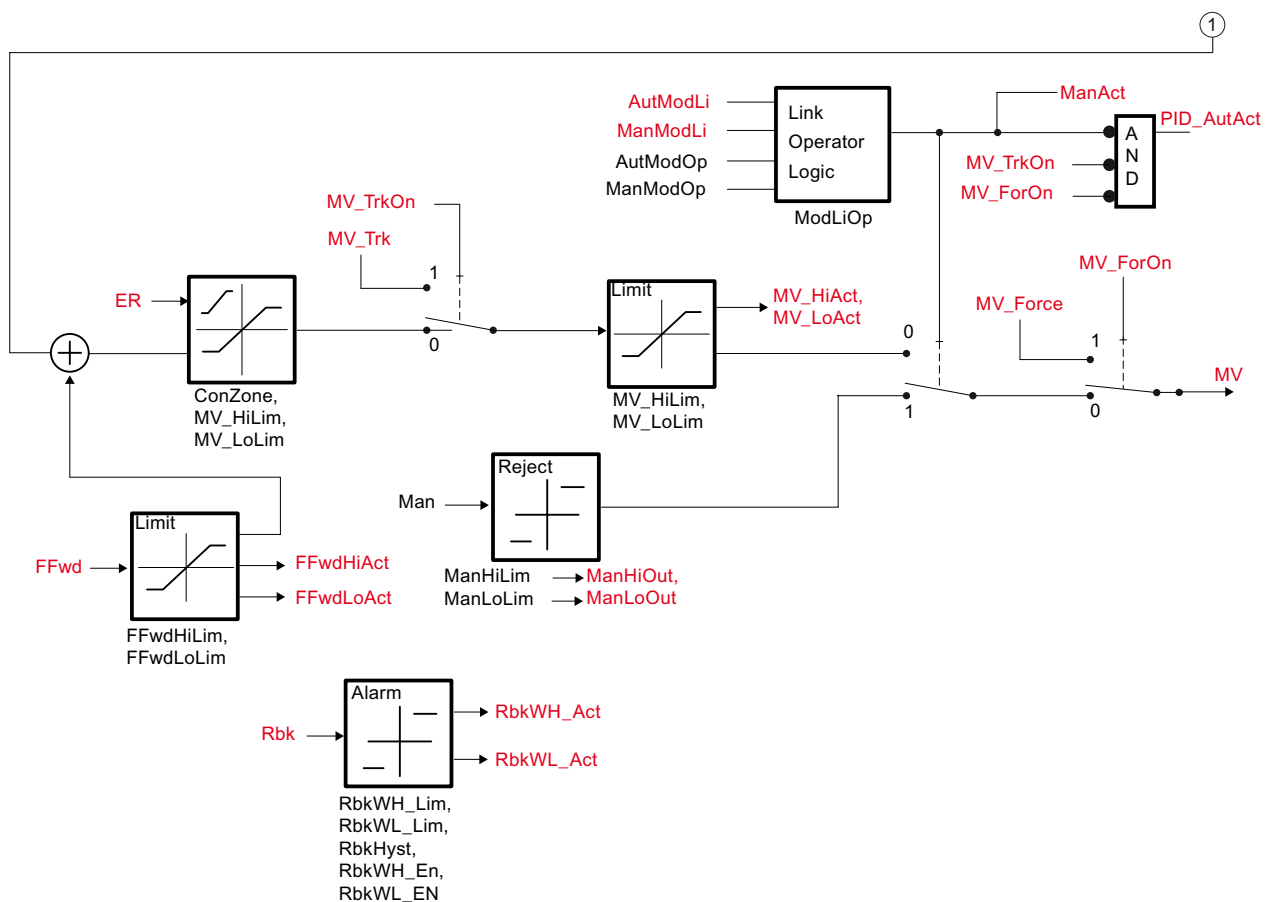 1
AutModLi
ManModLi
AutModOp
ManModOp
Link
Operator
Logic
ModLiOp
ManAct
PID_AutAct
A
N
D
MV_TrkOn
MV_ForOn
MV_TrkOn
MV_Trk
1
0
ER
ConZone,
MV_HiLim,
MV_LoLim
Limit
MV_HiAct,
MV_LoAct
MV_HiLim,
MV_LoLim
0
1
MV_ForOn
MV_Force
1
0
MV
Reject
Man
ManHiLim
ManLoLim
ManHiOut,
ManLoOut
Limit
FFwd
FFwdHiAct
FFwdLoAct
FFwdHiLim,
FFwdLoLim
Alarm
Rbk
RbkWH_Act
RbkWL_Act
RbkWH_Lim,
RbkWL_Lim,
RbkHyst,
RbkWH_En,
RbkWL_EN